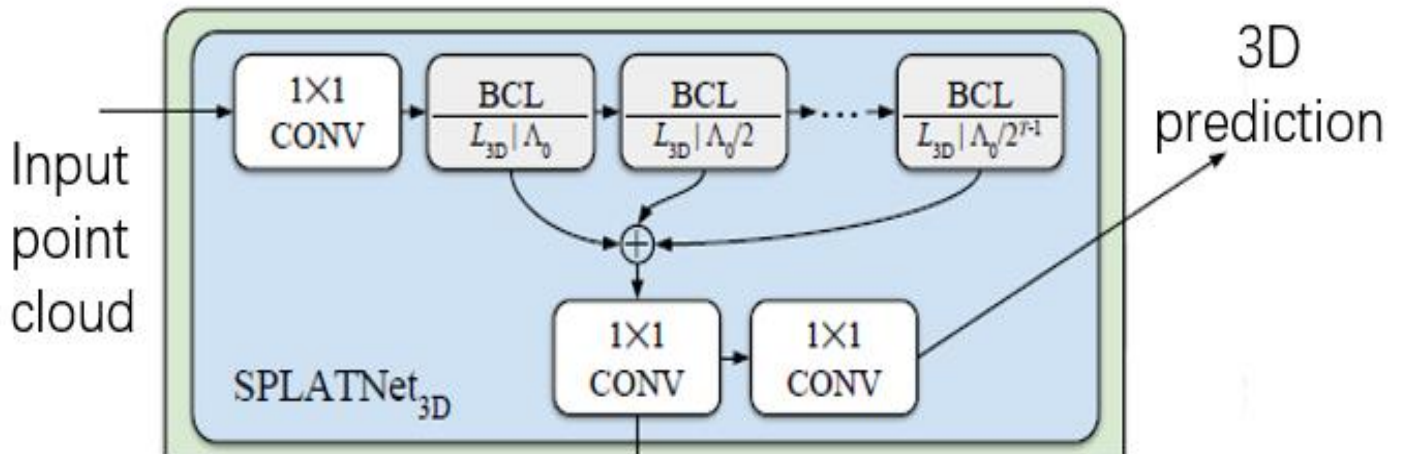 3D
prediction
Input
point
cloud
1×1
CONV
BCL
L3D | Λ0
BCL
L3D | Λ0/2
...
BCL
L3D | Λ0/2^T-1
+
1×1
CONV
1×1
CONV
SPLATNet3D